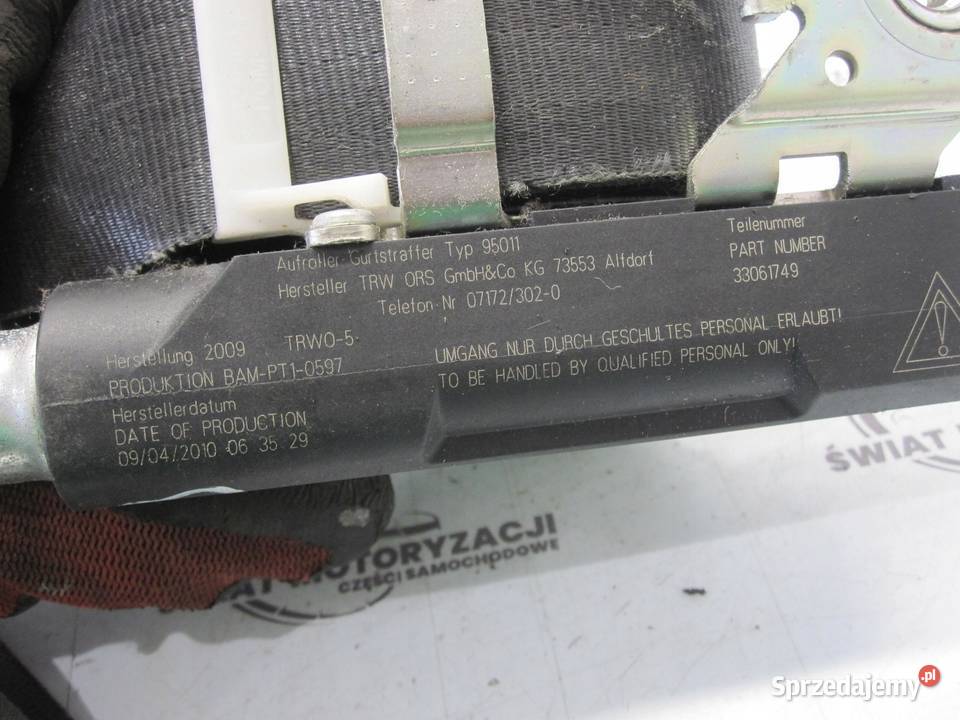 Aufroller Gurtstraffer Typ 95011
Hersteller TRW ORS GmbH&Co KG 73553 Alfdorf
Telefon Nr 07172/302-0
Teilenummer
PART NUMBER
33061749
Herstellung 2009 TRWO-5
PRODUKTION BAM-PT1-0597
Herstellerdatum
DATE OF PRODUCTION
09/04/2010 06 35 29
UMGANG NUR DURCH GESCHULTES PERSONAL ERLAUBT!
TO BE HANDLED BY QUALIFIED PERSONAL ONLY!
MOTORYZACJI
CZĘŚCI SAMOCHODOWE
ŚWIAT
Sprzedajemy.pl